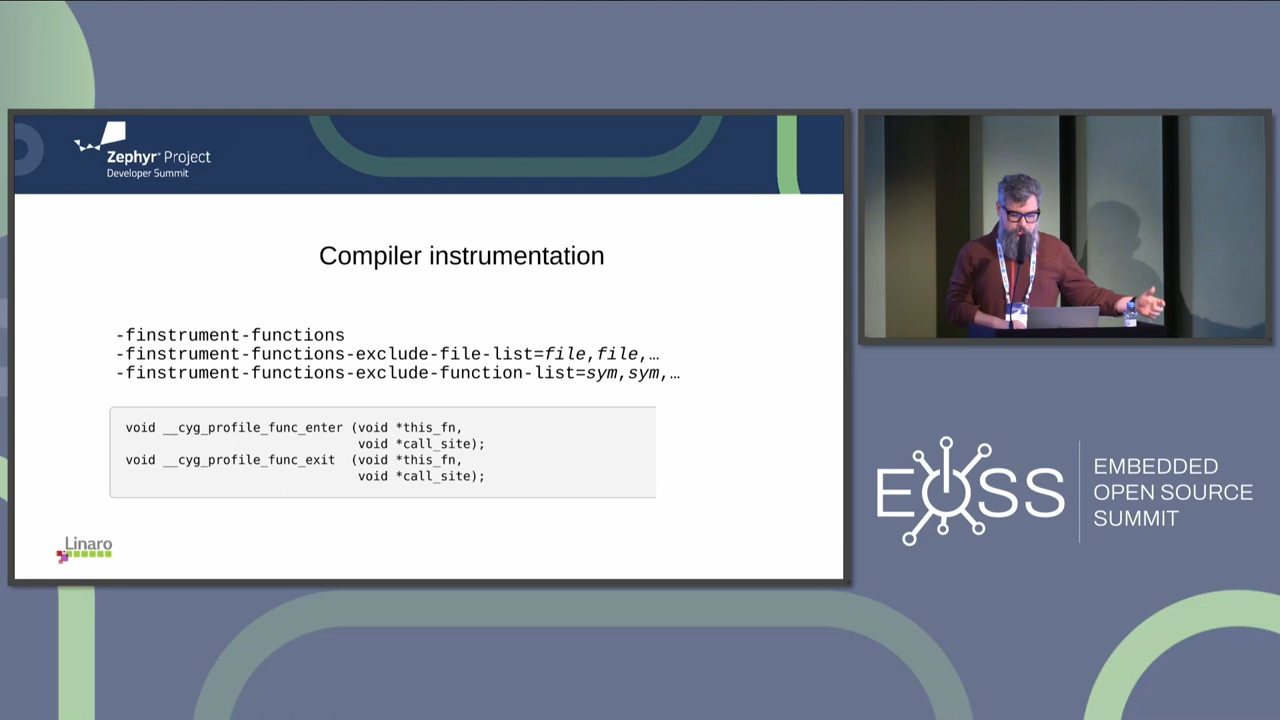 Zephyr® Project
Developer Summit
Compiler instrumentation
-finstrument-functions
-finstrument-functions-exclude-file-list=file,file,…
-finstrument-functions-exclude-function-list=sym,sym,…
void __cyg_profile_func_enter (void *this_fn,
void *call_site);
void __cyg_profile_func_exit (void *this_fn,
void *call_site);
Linaro
EOSS
EMBEDDED
OPEN SOURCE
SUMMIT